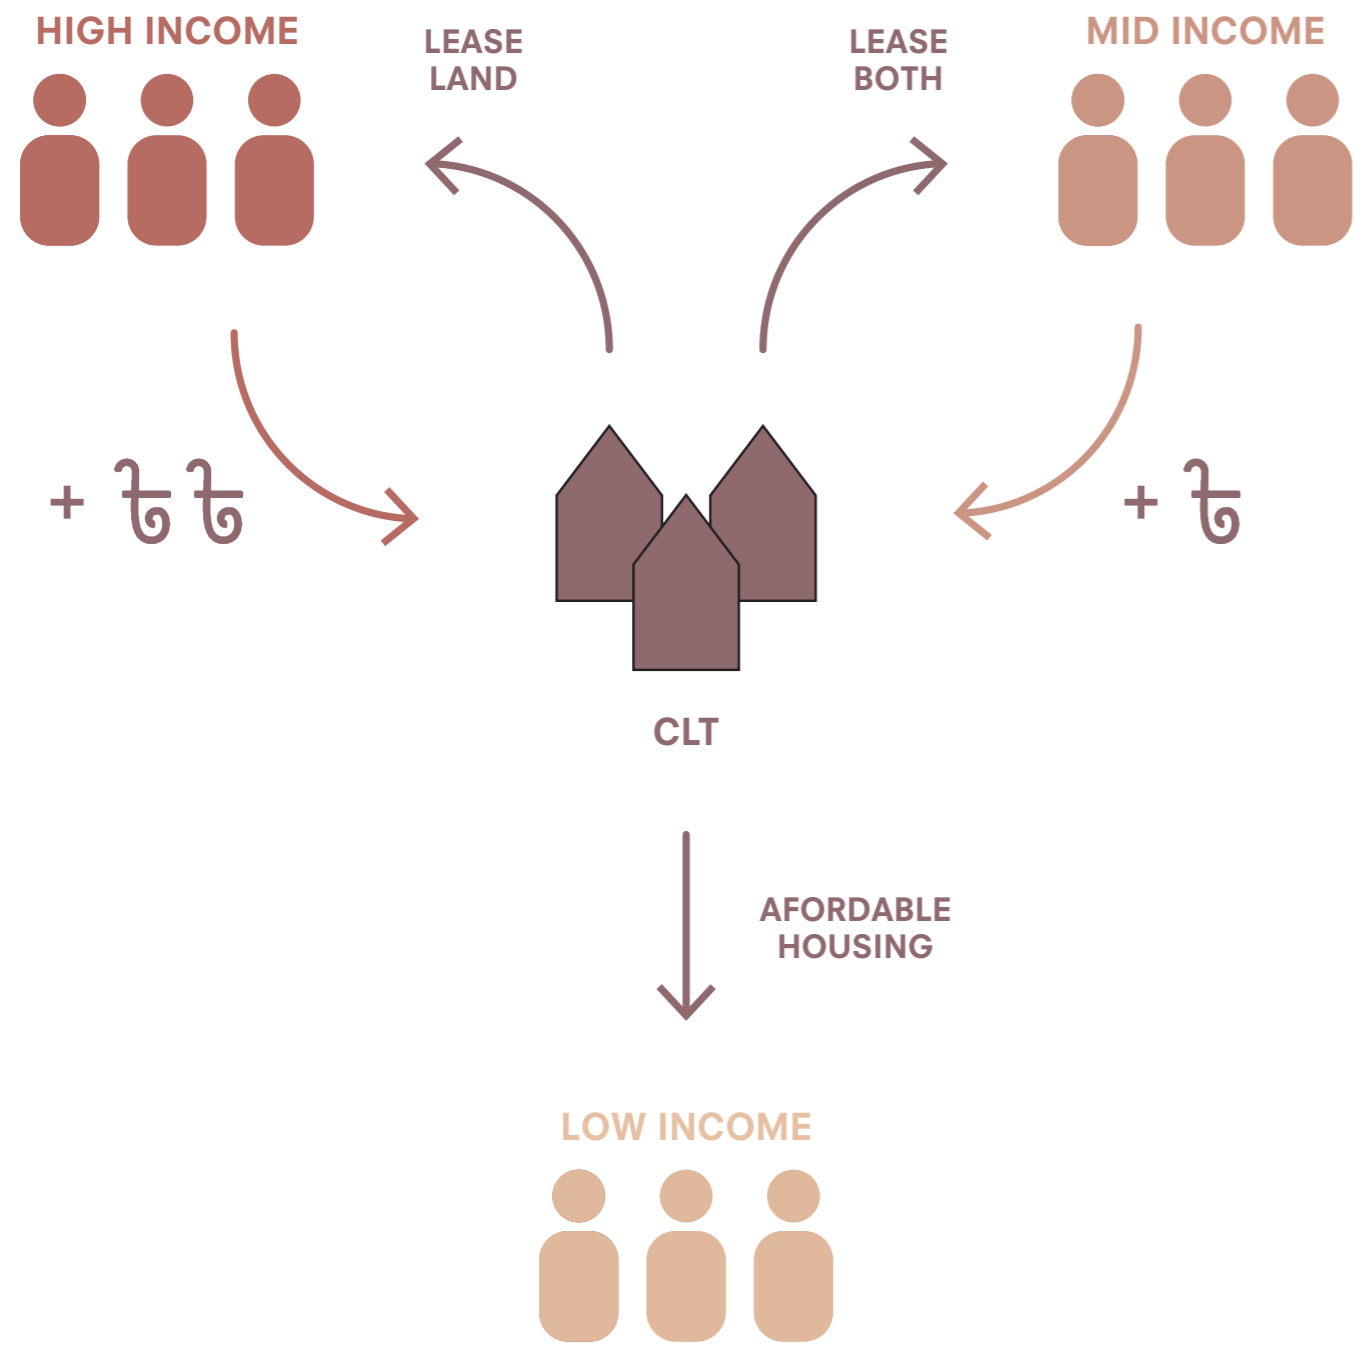 HIGH INCOME
LEASE
LAND
LEASE
BOTH
MID INCOME
+ ৳ ৳
+ ৳
CLT
AFORDABLE
HOUSING
LOW INCOME